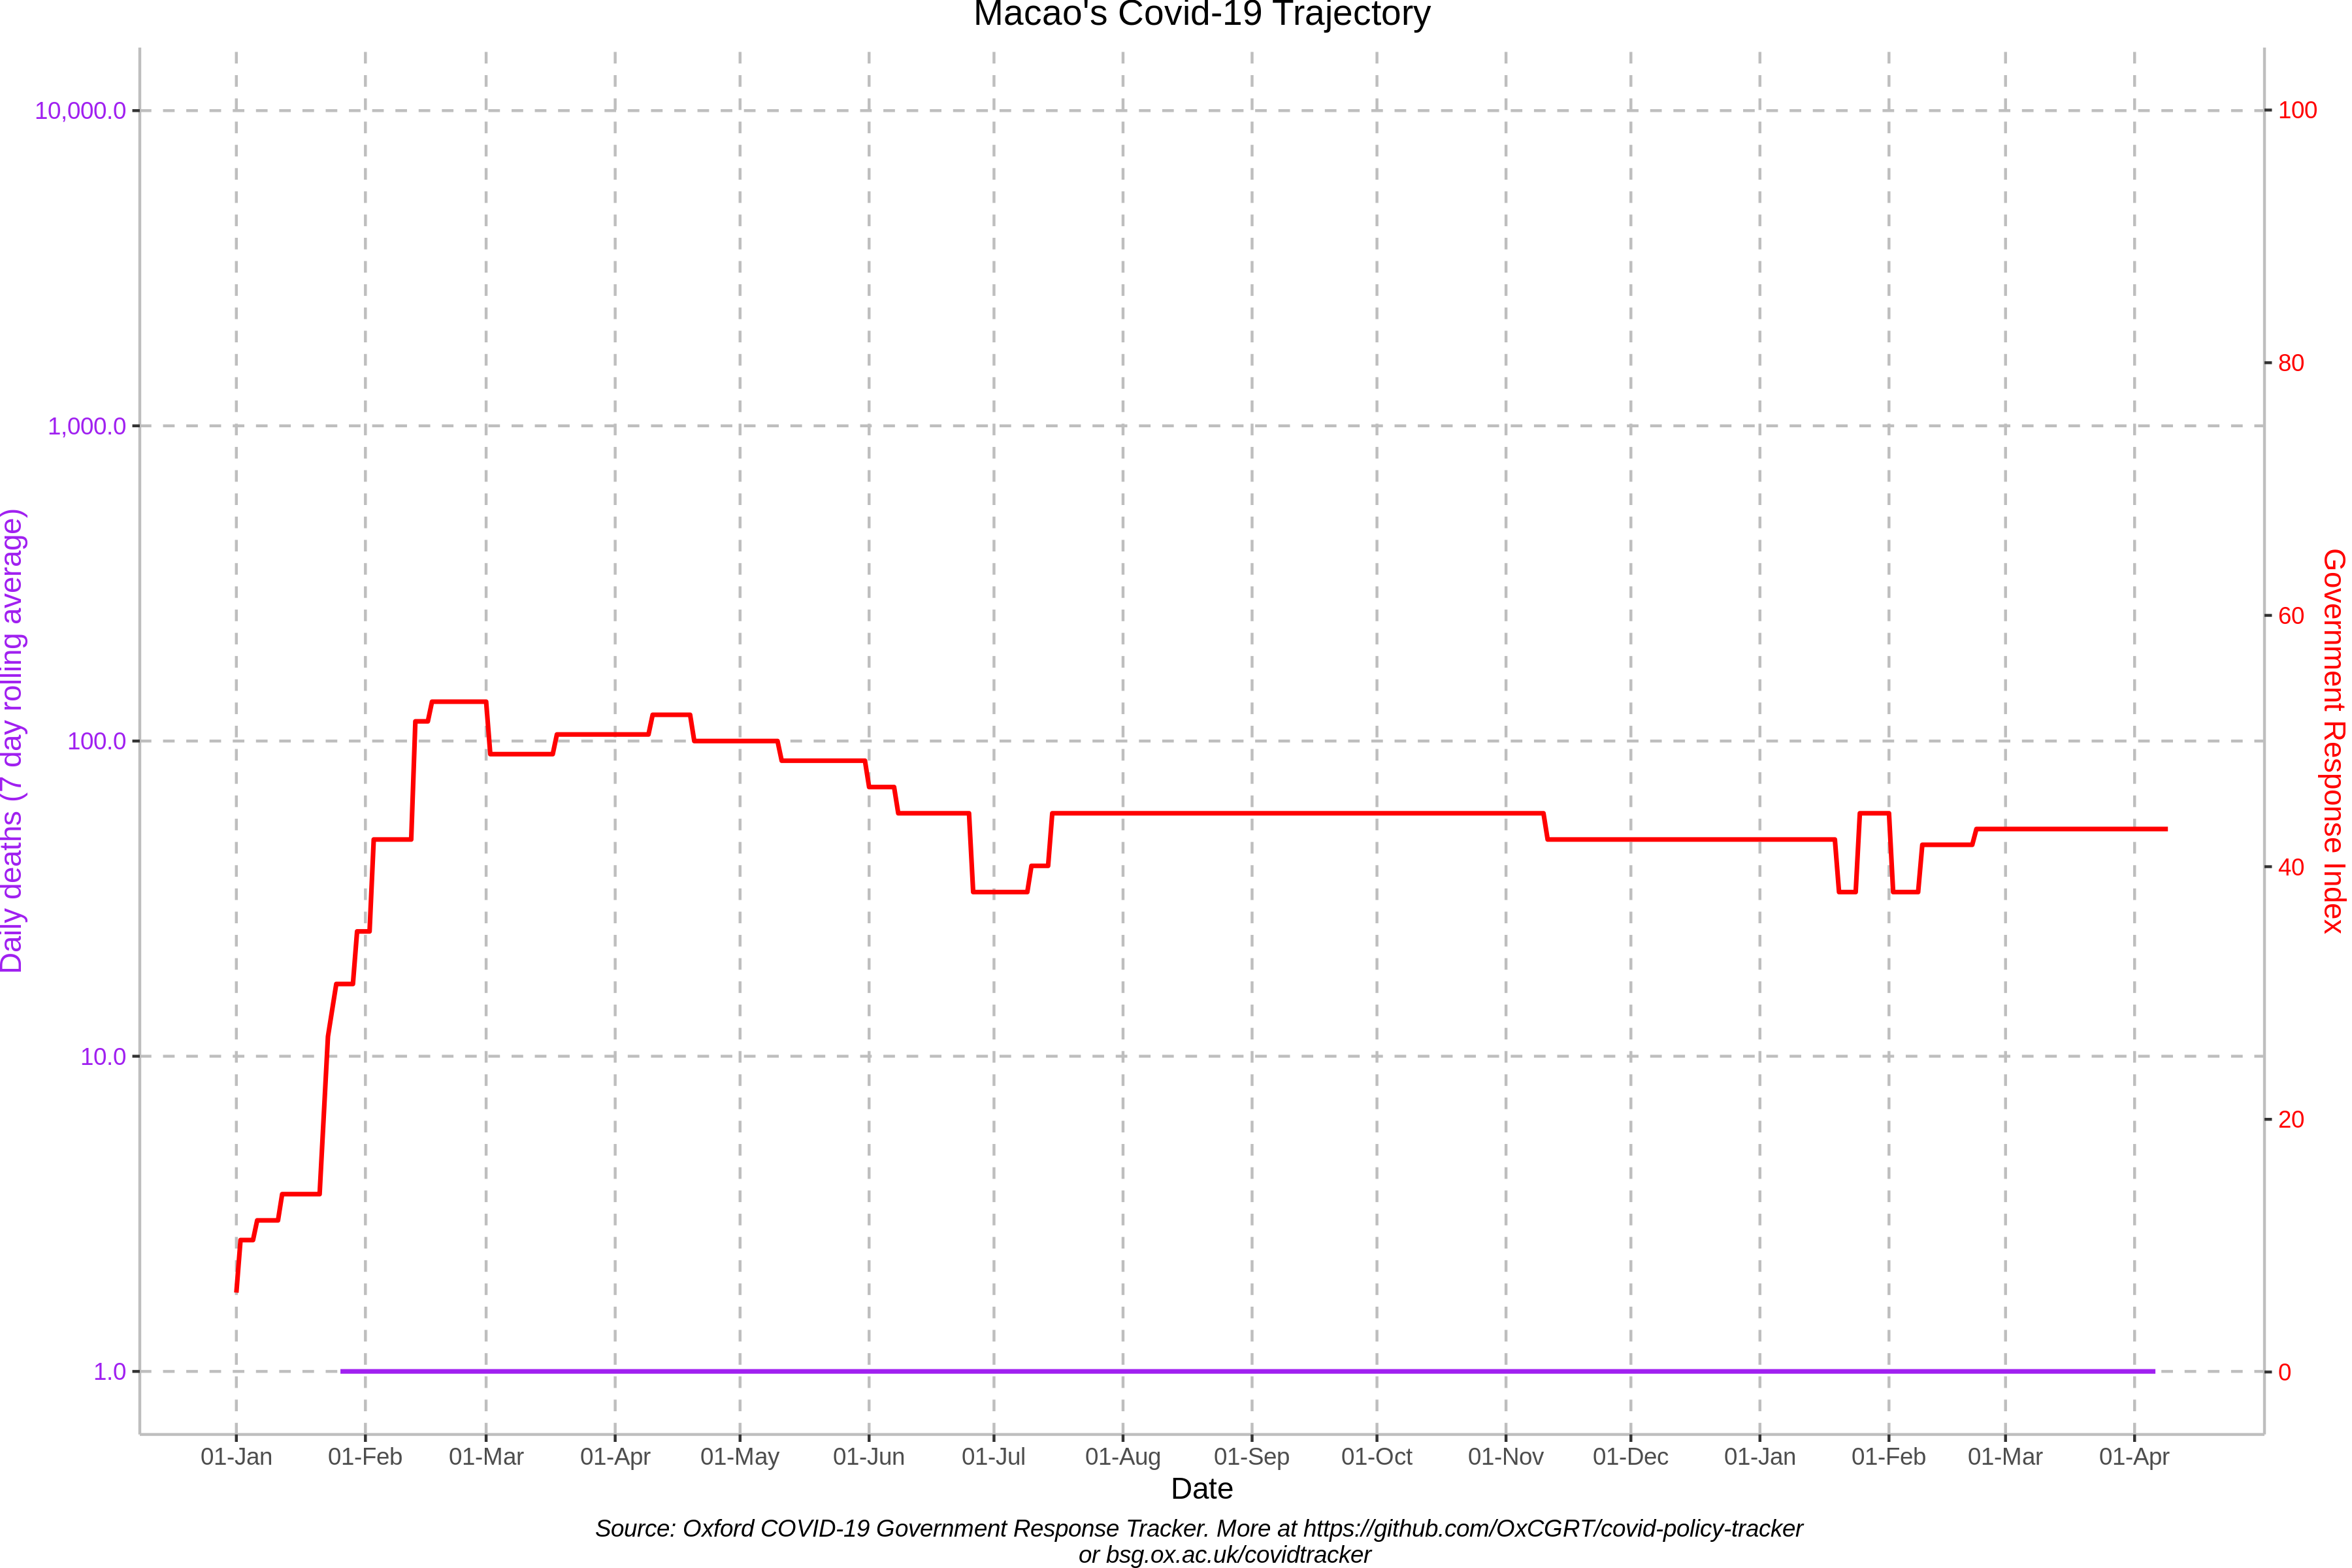 Macao's Covid-19 Trajectory
10,000.0
1,000.0
100.0
10.0
1.0
Daily deaths (7 day rolling average)
100
80
60
40
20
0
Government Response Index
01-Jan 01-Feb 01-Mar 01-Apr 01-May 01-Jun 01-Jul 01-Aug 01-Sep 01-Oct 01-Nov 01-Dec 01-Jan 01-Feb 01-Mar 01-Apr
Date
Source: Oxford COVID-19 Government Response Tracker. More at https://github.com/OxCGRT/covid-policy-tracker
or bsg.ox.ac.uk/covidtracker